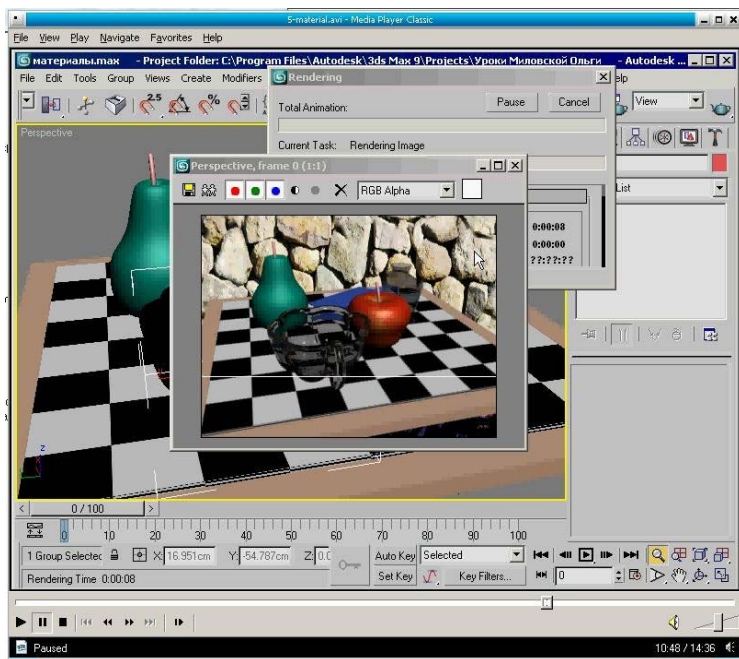 5-material.avi - Media Player Classic
File View Play Navigate Favorites Help
материалы.max - Project Folder: C:\Program Files\Autodesk\3ds Max 9\Projects\Уроки Миловской Ольги - Autodesk ...
File Edit Tools Group Views Create Modifiers
Rendering
Total Animation:
Pause Cancel
Current Task: Rendering Image
View
2.5
Perspective
Perspective, frame 0 (1:1)
RGB Alpha
List
0:00:08
0:00:00
??:??:??
z
0 / 100
0 10 20 30 40 50 60 70 80 90 100
1 Group Selected X: 16.951cm Y: -54.787cm Z: Auto Key Selected
Rendering Time 0:00:08 Set Key Key Filters... 0
Paused 10:48 / 14:36